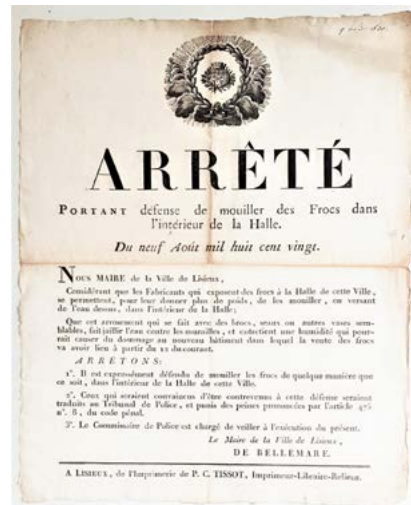 9 août 1820.
ARRÊTÉ
PORTANT défense de mouiller des Frocs dans
l'intérieur de la Halle.
Du neuf Août mil huit cent vingt.
NOUS MAIRE de la Ville de Lisieux,
Considérant que les Fabricants qui exposent des frocs à la Halle de cette Ville,
se permettent, pour leur donner plus de poids, de les mouiller, en versant
de l'eau dessus, dans l'intérieur de la Halle;
Que cet arrosement qui se fait avec des brocs, seaux ou autres vases sem-
blables, fait jaillir l'eau contre les murailles, et entretient une humidité qui pour-
rait causer du dommage au nouveau bâtiment dans lequel la vente des frocs
va avoir lieu à partir du 12 du courant.
ARRÊTONS:
1°. Il est expressément défendu de mouiller les frocs de quelque manière que
ce soit, dans l'intérieur de la Halle de cette Ville.
2°. Ceux qui seraient convaincus d'être contrevenus à cette défense seraient
traduits au Tribunal de Police, et punis des peines prononcées par l'article 475
n°. 8, du code pénal.
3°. Le Commissaire de Police est chargé de veiller à l'exécution du présent.
Le Maire de la Ville de Lisieux,
DE BELLEMARE.
A LISIEUX, de l'Imprimerie de P. C. TISSOT, Imprimeur-Libraire-Relieur.